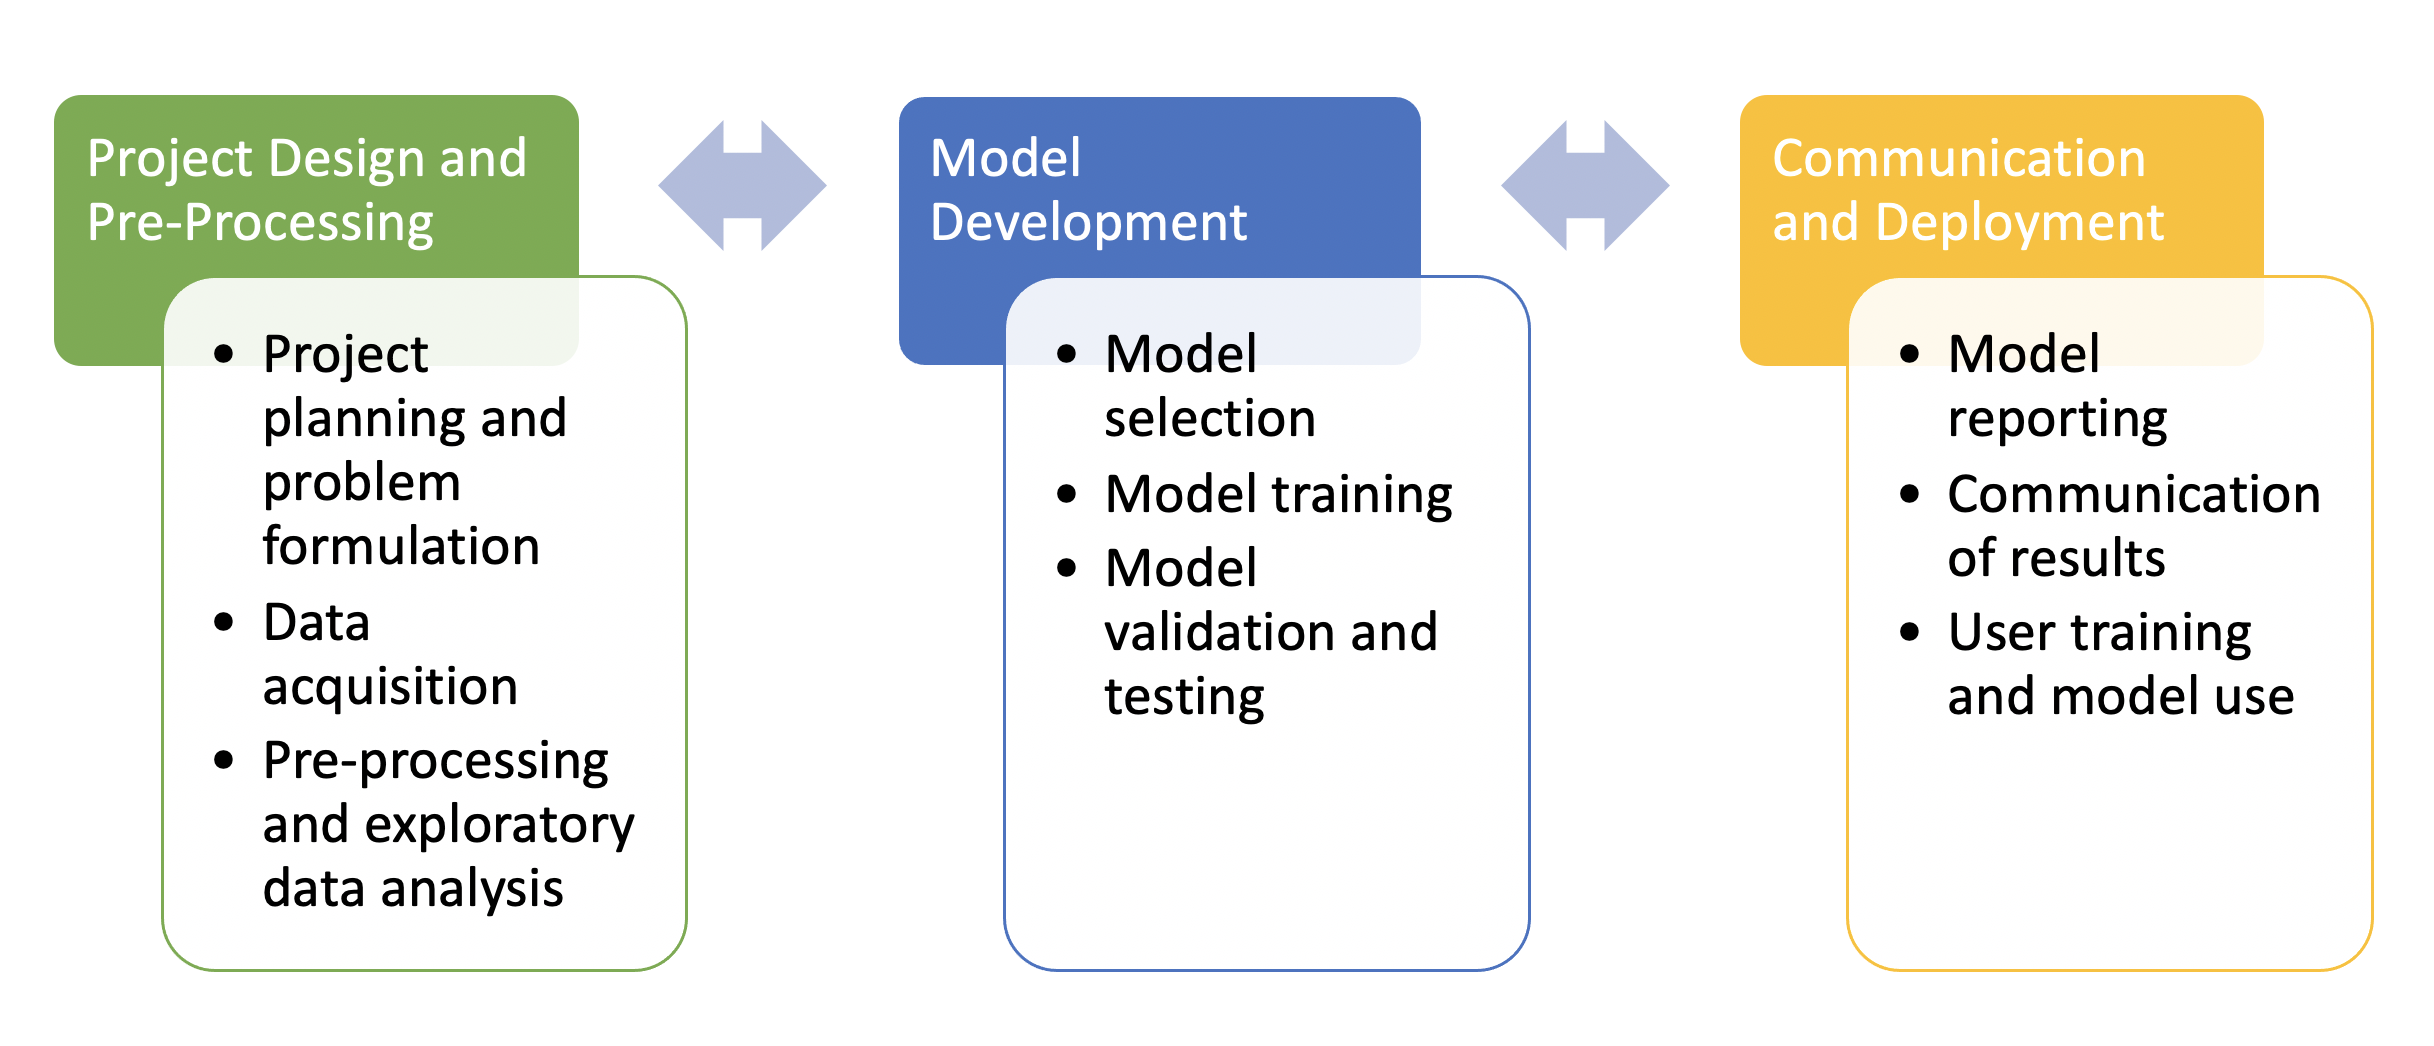 Project Design and
Pre-Processing
• Project
planning and
problem
formulation
• Data
acquisition
• Pre-processing
and exploratory
data analysis
Model
Development
• Model
selection
• Model training
• Model
validation and
testing
Communication
and Deployment
• Model
reporting
• Communication
of results
• User training
and model use